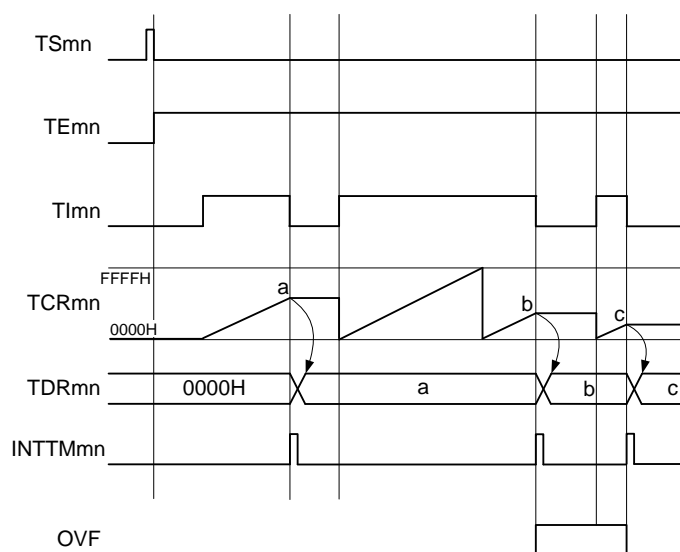 TSmn
TEmn
TImn
FFFFH
TCRmn
0000H
a
b
c
TDRmn
0000H
a
b
c
INTTMmn
OVF